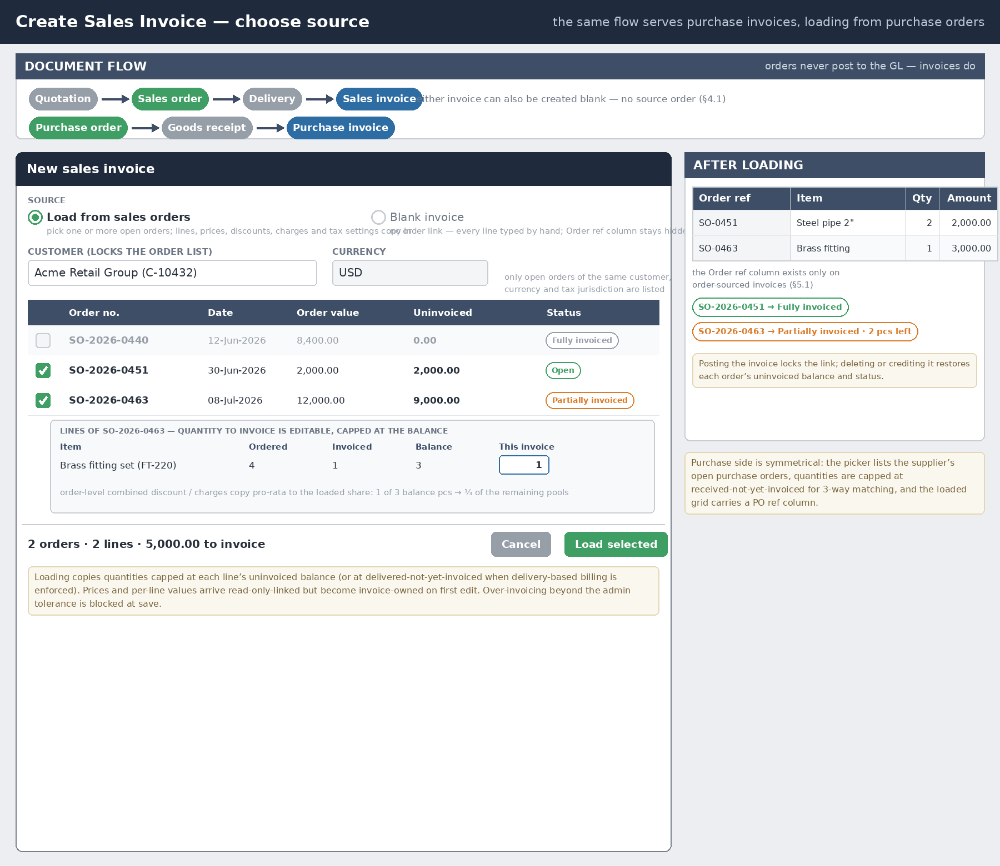 Create Sales Invoice — choose source
the same flow serves purchase invoices, loading from purchase orders
DOCUMENT FLOW
orders never post to the GL — invoices do
Quotation
Sales order
Delivery
Sales invoice
either invoice can also be created blank — no source order (§4.1)
Purchase order
Goods receipt
Purchase invoice
New sales invoice
SOURCE
Load from sales orders
pick one or more open orders; lines, prices, discounts, charges and tax settings copy in
Blank invoice
no order link — every line typed by hand; Order ref column stays
CUSTOMER (LOCKS THE ORDER LIST)
CURRENCY
Acme Retail Group (C-10432)
USD
only open orders of the same customer,
currency and tax jurisdiction are listed
Order no. Date Order value Uninvoiced Status
SO-2026-0440 12-Jun-2026 8,400.00 0.00 Fully invoiced
SO-2026-0451 30-Jun-2026 2,000.00 2,000.00 Open
SO-2026-0463 08-Jul-2026 12,000.00 9,000.00 Partially invoiced
LINES OF SO-2026-0463 — QUANTITY TO INVOICE IS EDITABLE, CAPPED AT THE BALANCE
Item Ordered Invoiced Balance This invoice
Brass fitting set (FT-220) 4 1 3 1
order-level combined discount / charges copy pro-rata to the loaded share: 1 of 3 balance pcs → ⅓ of the remaining pools
2 orders · 2 lines · 5,000.00 to invoice
Cancel
Load selected
Loading copies quantities capped at each line’s uninvoiced balance (or at delivered-not-yet-invoiced when delivery-based billing is
enforced). Prices and per-line values arrive read-only-linked but become invoice-owned on first edit. Over-invoicing beyond the admin
tolerance is blocked at save.
AFTER LOADING
Order ref Item Qty Amount
SO-0451 Steel pipe 2" 2 2,000.00
SO-0463 Brass fitting 1 3,000.00
the Order ref column exists only on
order-sourced invoices (§5.1)
SO-2026-0451 → Fully invoiced
SO-2026-0463 → Partially invoiced · 2 pcs left
Posting the invoice locks the link; deleting or crediting it restores
each order’s uninvoiced balance and status.
Purchase side is symmetrical: the picker lists the supplier’s
open purchase orders, quantities are capped at
received-not-yet-invoiced for 3-way matching, and the loaded
grid carries a PO ref column.